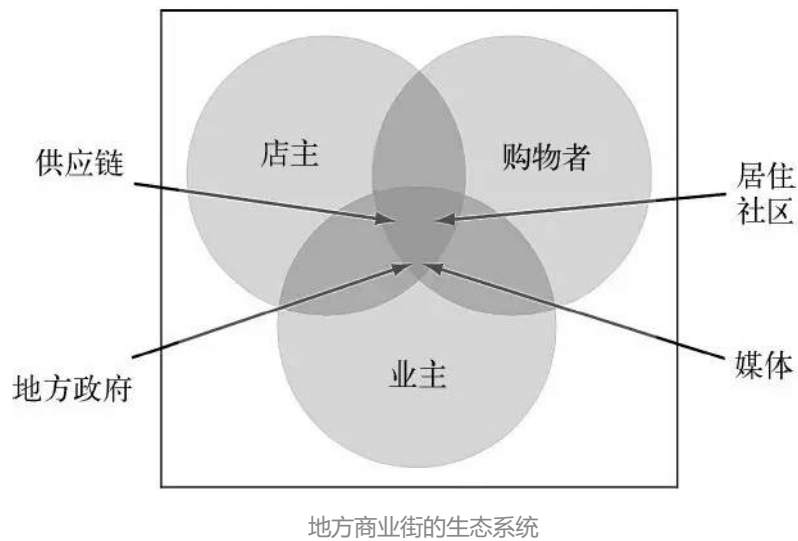 店主
购物者
供应链
居住
社区
业主
地方政府
媒体
地方商业街的生态系统